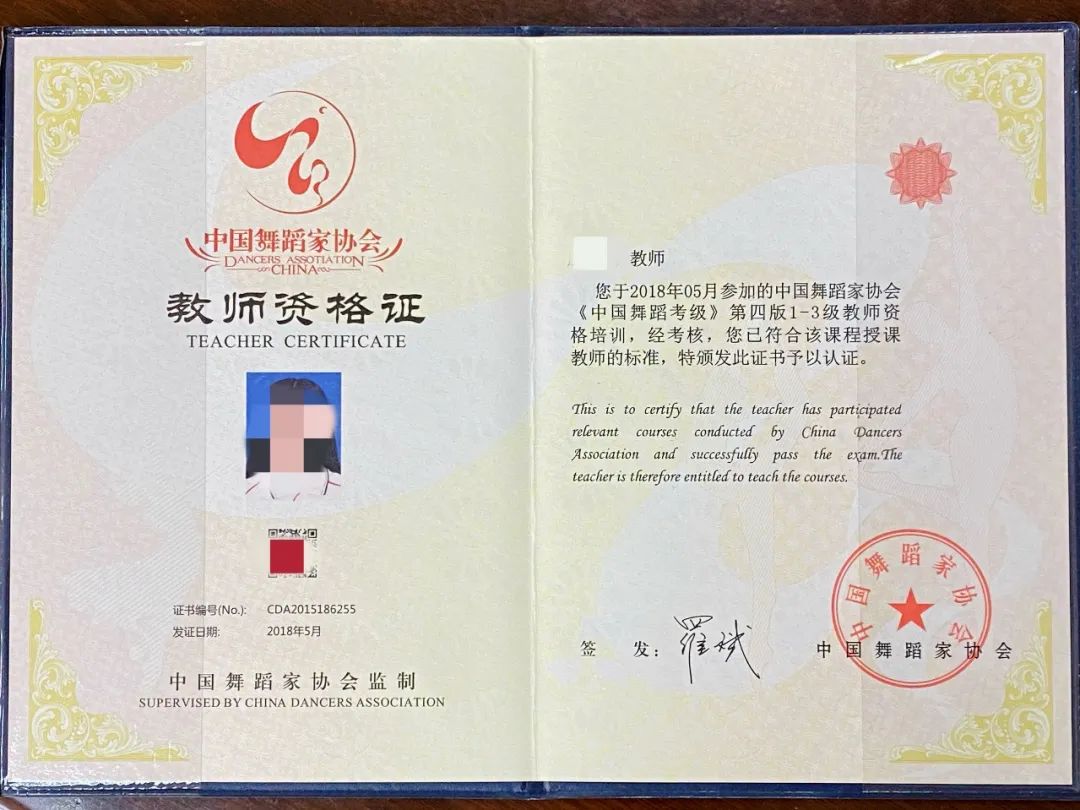 中国舞蹈家协会
DANCERS ASSOTIATION
CHINA
教师资格证
TEACHER CERTIFICATE
证书编号(No.): CDA2015186255
发证日期: 2018年5月
中国舞蹈家协会监制
SUPERVISED BY CHINA DANCERS ASSOCIATION
教师
您于2018年05月参加的中国舞蹈家协会
《中国舞蹈考级》第四版1-3级教师资
格培训，经考核，您已符合该课程授课
教师的标准，特颁发此证书予以认证。
This is to certify that the teacher has participated
relevant courses conducted by China Dancers
Association and successfully pass the exam.The
teacher is therefore entitled to teach the courses.
签 发: 羅斌
中国舞蹈家协会
中国舞蹈家协会